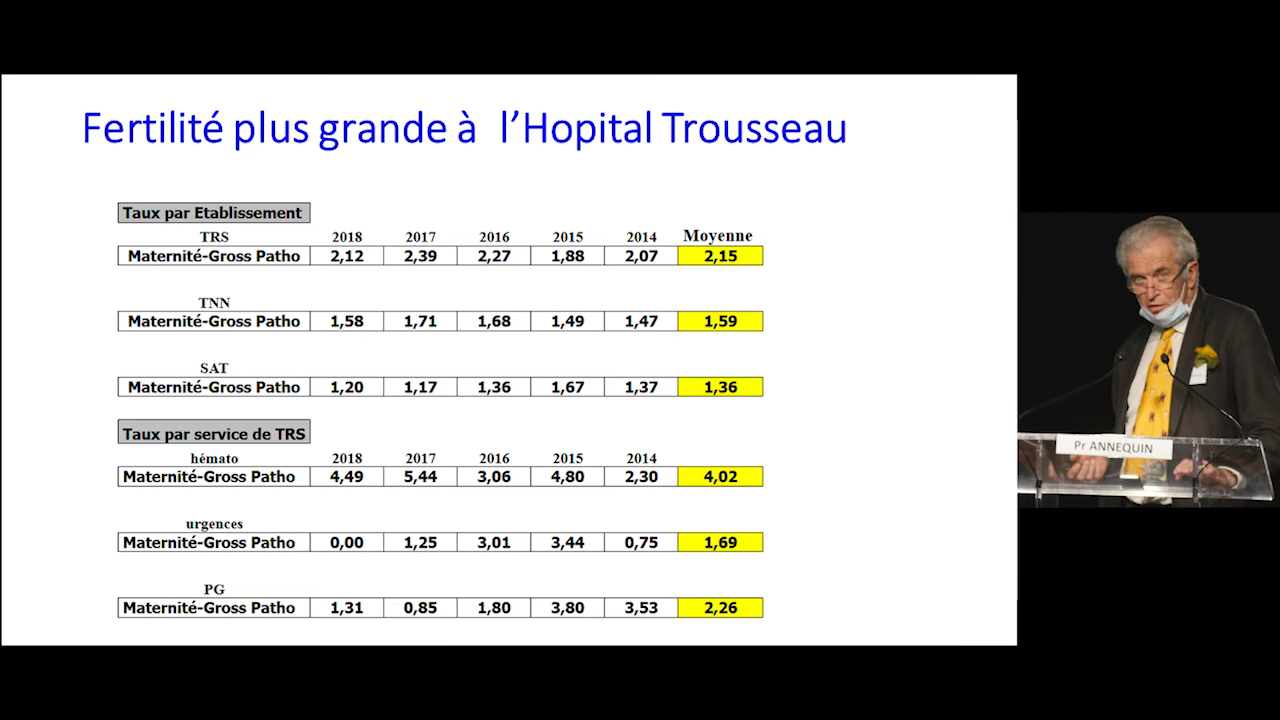 Fertilité plus grande à l’Hopital Trousseau
Taux par Etablissement
TRS 2018 2017 2016 2015 2014 Moyenne
Maternité-Gross Patho 2,12 2,39 2,27 1,88 2,07 2,15
TNN
Maternité-Gross Patho 1,58 1,71 1,68 1,49 1,47 1,59
SAT
Maternité-Gross Patho 1,20 1,17 1,36 1,67 1,37 1,36
Taux par service de TRS
hémato 2018 2017 2016 2015 2014
Maternité-Gross Patho 4,49 5,44 3,06 4,80 2,30 4,02
urgences
Maternité-Gross Patho 0,00 1,25 3,01 3,44 0,75 1,69
PG
Maternité-Gross Patho 1,31 0,85 1,80 3,80 3,53 2,26
Pr ANNEQUIN